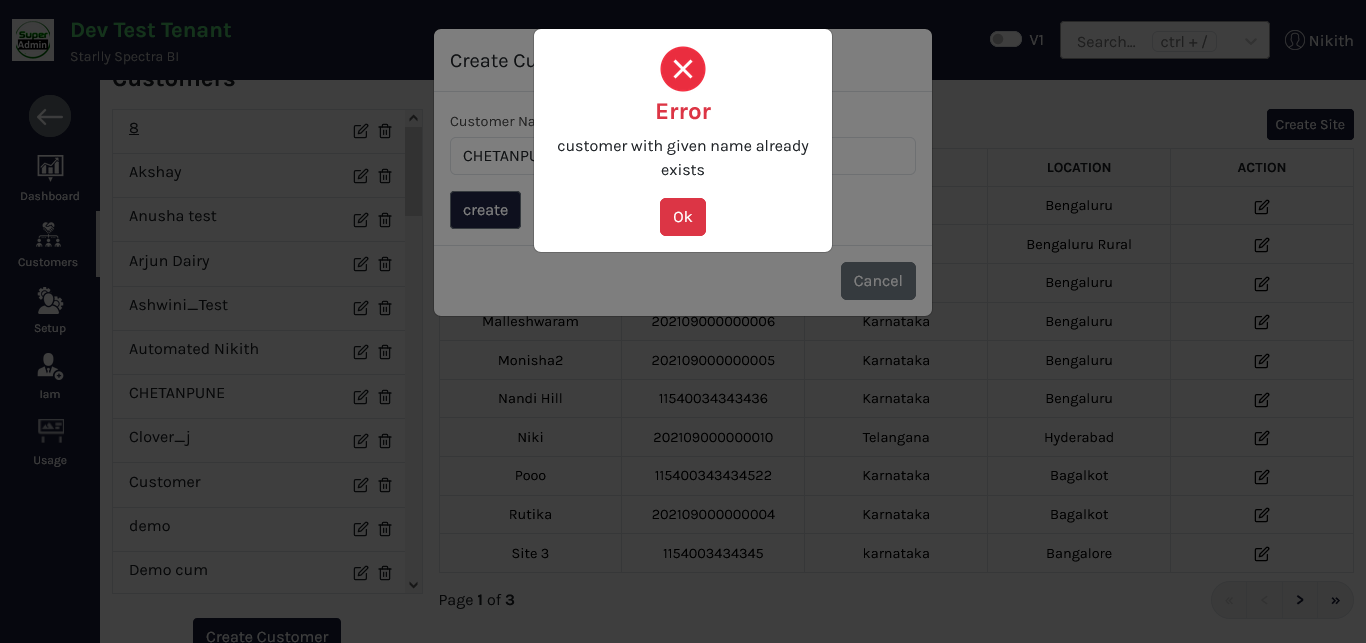 Super
Admin
Dev Test Tenant
Starlly Spectra BI
V1
Search...
ctrl + /
Nikith
Dashboard
Customers
Setup
Iam
Usage
Customers
8
Akshay
Anusha test
Arjun Dairy
Ashwini_Test
Automated Nikith
CHETANPUNE
Clover_j
Customer
demo
Demo cum
Create Customer
Create Cu
Customer Na
CHETANPU
create
Cancel
Error
customer with given name already
exists
Ok
Create Site
LOCATION ACTION
Bengaluru
Bengaluru Rural
Bengaluru
Malleshwaram 202109000000006 Karnataka Bengaluru
Monisha2 202109000000005 Karnataka Bengaluru
Nandi Hill 11540034343436 Karnataka Bengaluru
Niki 202109000000010 Telangana Hyderabad
Pooo 115400343434522 Karnataka Bagalkot
Rutika 202109000000004 Karnataka Bagalkot
Site 3 1154003434345 karnataka Bangalore
Page 1 of 3
« < > »